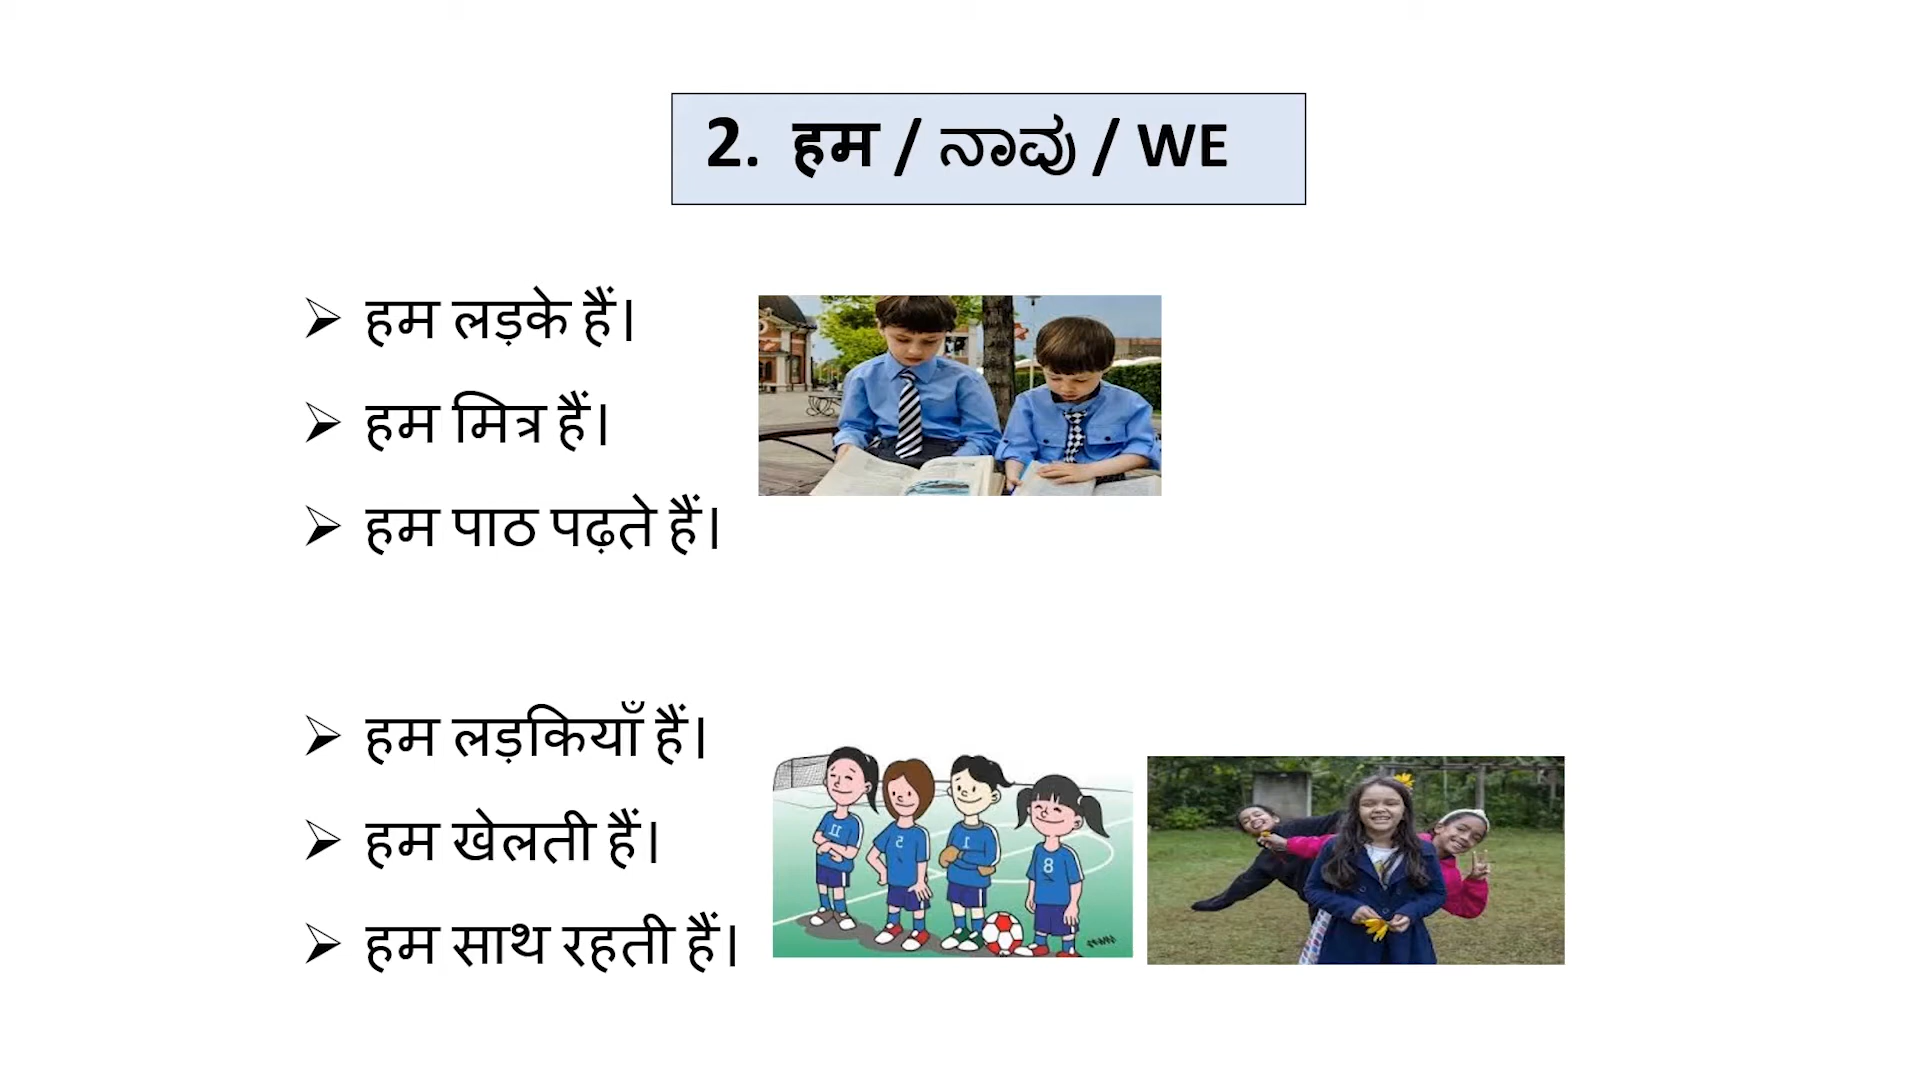 2. हम / ನಾವು / WE
हम लड़के हैं।
हम मित्र हैं।
हम पाठ पढ़ते हैं।
हम लड़कियाँ हैं।
हम खेलती हैं।
हम साथ रहती हैं।